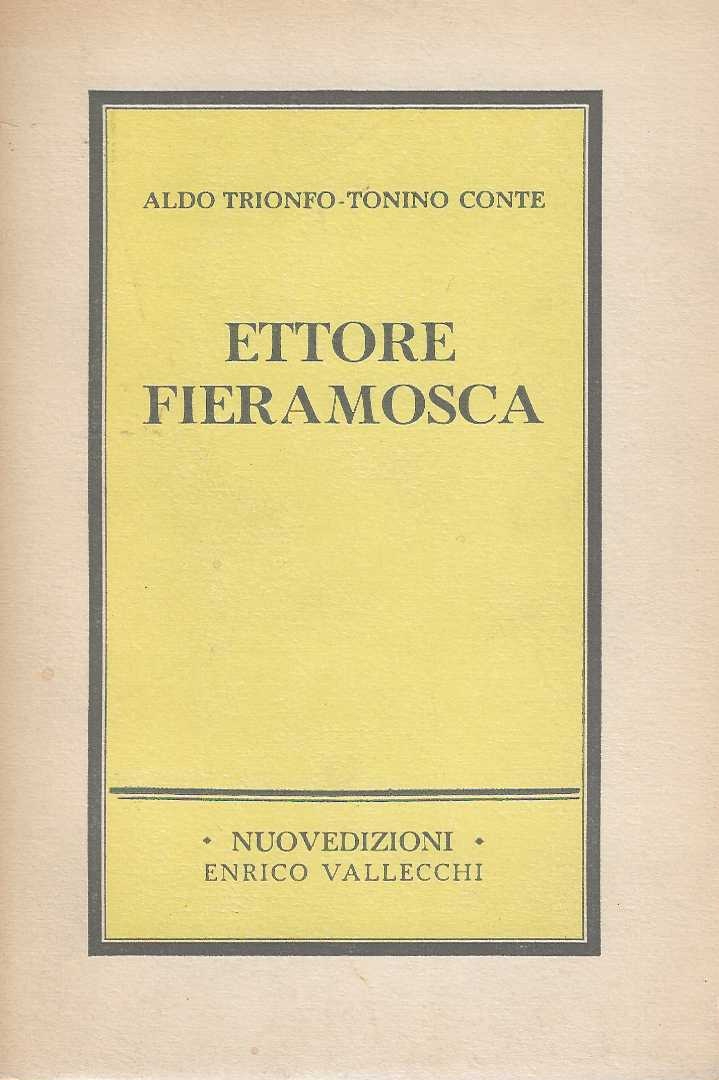 ALDO TRIONFO-TONINO CONTE
ETTORE
FIERAMOSCA
• NUOVEDIZIONI •
ENRICO VALLECCHI